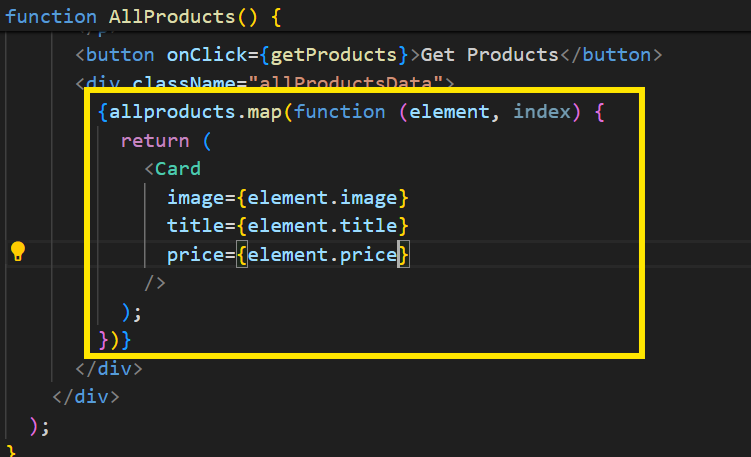 function AllProducts() {
</p>
<button onClick={getProducts}>Get Products</button>
<div className="allProductsData">
{allproducts.map(function (element, index) {
return (
<Card
image={element.image}
title={element.title}
price={element.price}
/>
);
})}
</div>
</div>
);
}